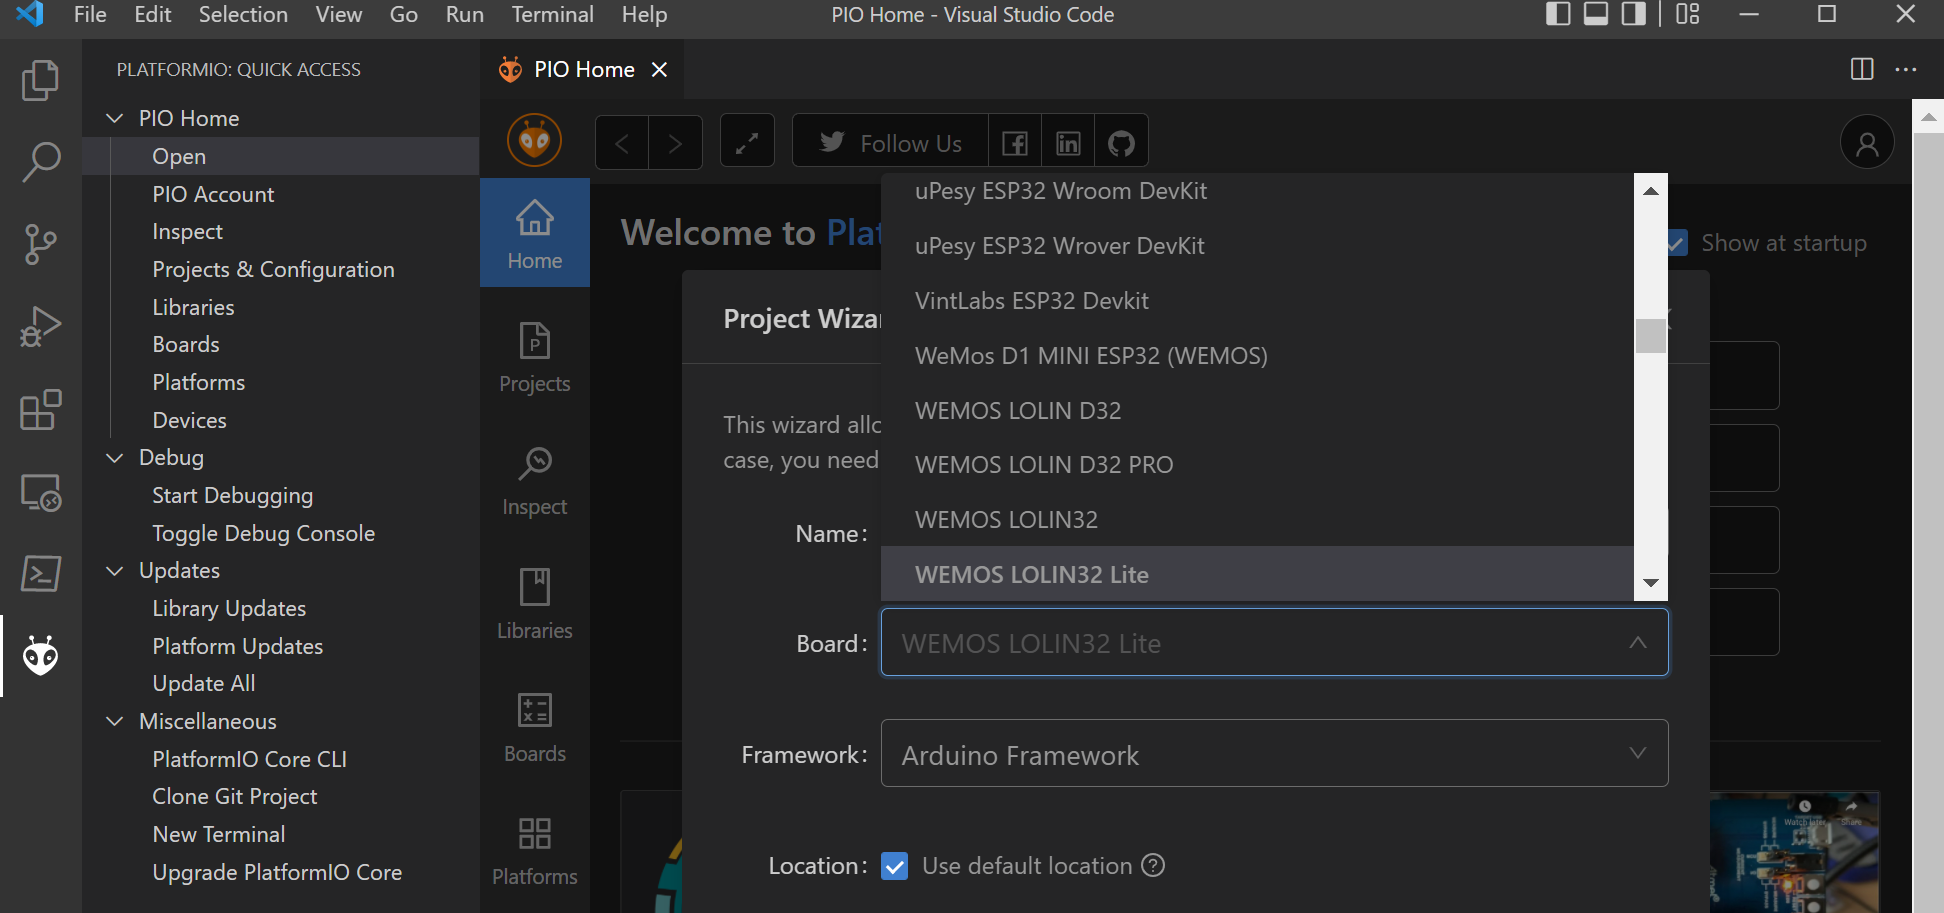 File Edit Selection View Go Run Terminal Help PIO Home - Visual Studio Code
PLATFORMIO: QUICK ACCESS
PIO Home
Open
PIO Account
Inspect
Projects & Configuration
Libraries
Boards
Platforms
Devices
Debug
Start Debugging
Toggle Debug Console
Updates
Library Updates
Platform Updates
Update All
Miscellaneous
PlatformIO Core CLI
Clone Git Project
New Terminal
Upgrade PlatformIO Core
PIO Home
Follow Us
Home
Projects
Inspect
Libraries
Boards
Platforms
Welcome to Plat
Show at startup
Project Wizar
This wizard allo
case, you need
Name:
uPesy ESP32 Wroom DevKit
uPesy ESP32 Wrover DevKit
VintLabs ESP32 Devkit
WeMos D1 MINI ESP32 (WEMOS)
WEMOS LOLIN D32
WEMOS LOLIN D32 PRO
WEMOS LOLIN32
WEMOS LOLIN32 Lite
Board: WEMOS LOLIN32 Lite
Framework: Arduino Framework
Location: Use default location
Watch later Share